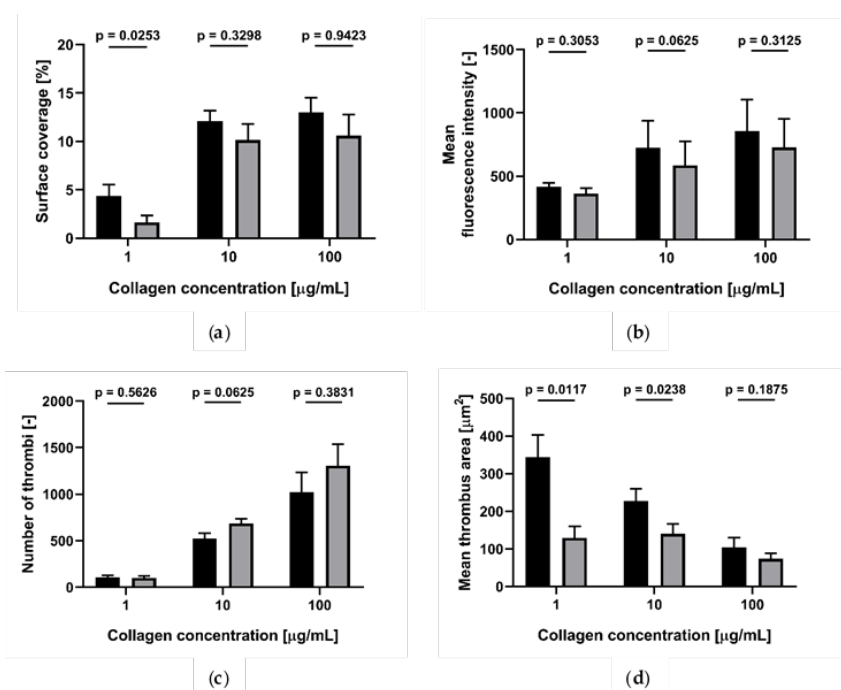 p = 0.0253 p = 0.3298 p = 0.9423
Surface coverage [%]
20
15
10
5
0
1 10 100
Collagen concentration [μg/mL]
(a)
p = 0.3053 p = 0.0625 p = 0.3125
Mean
fluorescence intensity [-]
1500
1000
500
0
1 10 100
Collagen concentration [μg/mL]
(b)
p = 0.5626 p = 0.0625 p = 0.3831
Number of thrombi [-]
2000
1500
1000
500
0
1 10 100
Collagen concentration [μg/mL]
(c)
p = 0.0117 p = 0.0238 p = 0.1875
Mean thrombus area [μm²]
500
400
300
200
100
0
1 10 100
Collagen concentration [μg/mL]
(d)